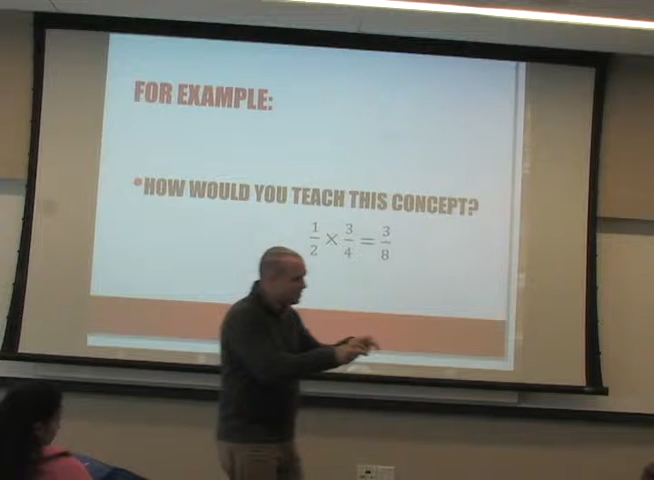 FOR EXAMPLE:
•HOW WOULD YOU TEACH THIS CONCEPT?
1/2 × 3/4 = 3/8